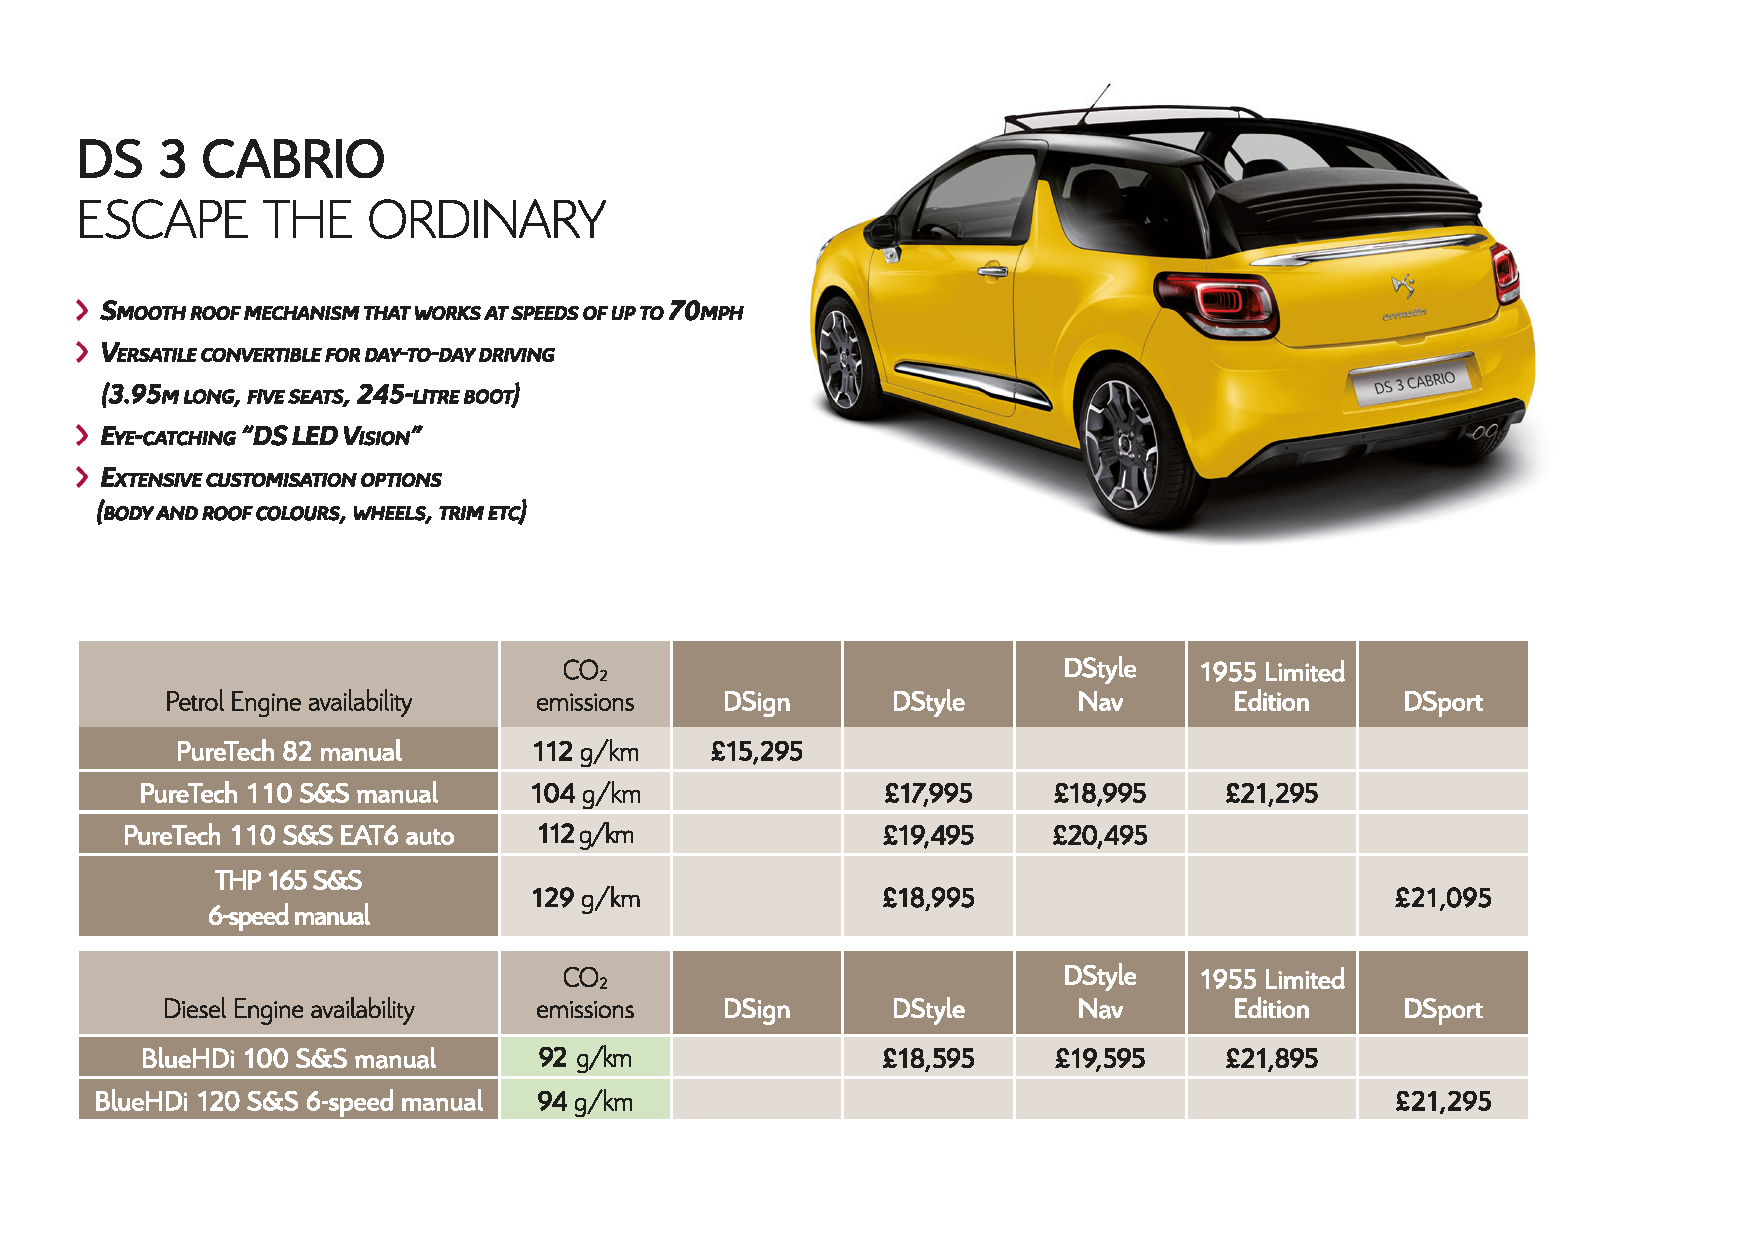 DS 3 CABRIO
ESCAPE THE ORDINARY
Smooth roof mechanism that works at speeds of up to 70mph
Versatile convertible for day-to-day driving
(3.95m long, five seats, 245-litre boot)
Eye-catching “DS LED Vision”
Extensive customisation options
(body and roof colours, wheels, trim etc)
CITROËN
DS 3 CABRIO
Petrol Engine availability CO₂ emissions DSign DStyle DStyle Nav 1955 Limited Edition DSport
PureTech 82 manual 112 g/km £15,295
PureTech 110 S&S manual 104 g/km £17,995 £18,995 £21,295
PureTech 110 S&S EAT6 auto 112 g/km £19,495 £20,495
THP 165 S&S
6-speed manual 129 g/km £18,995 £21,095
Diesel Engine availability CO₂ emissions DSign DStyle DStyle Nav 1955 Limited Edition DSport
BlueHDi 100 S&S manual 92 g/km £18,595 £19,595 £21,895
BlueHDi 120 S&S 6-speed manual 94 g/km £21,295